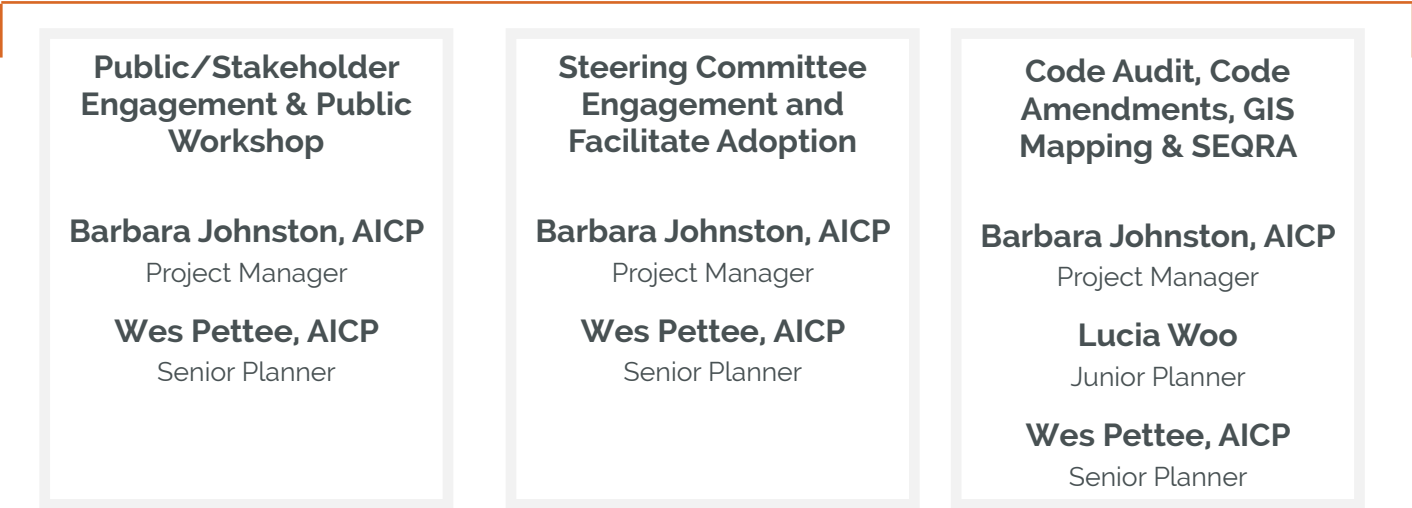 Public/Stakeholder
Engagement & Public
Workshop
Barbara Johnston, AICP
Project Manager
Wes Pettee, AICP
Senior Planner
Steering Committee
Engagement and
Facilitate Adoption
Barbara Johnston, AICP
Project Manager
Wes Pettee, AICP
Senior Planner
Code Audit, Code
Amendments, GIS
Mapping & SEQRA
Barbara Johnston, AICP
Project Manager
Lucia Woo
Junior Planner
Wes Pettee, AICP
Senior Planner